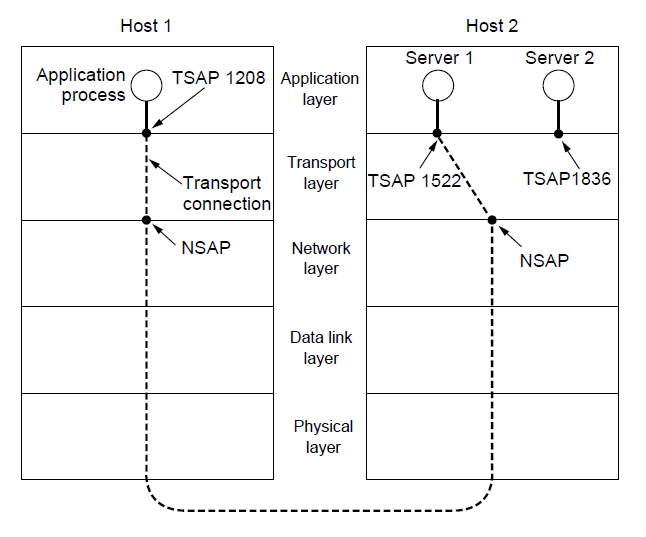 Host 1
Host 2
Application
process
TSAP 1208
Application
layer
Server 1
Server 2
Transport
layer
Transport
connection
TSAP 1522
TSAP1836
NSAP
Network
layer
NSAP
Data link
layer
Physical
layer